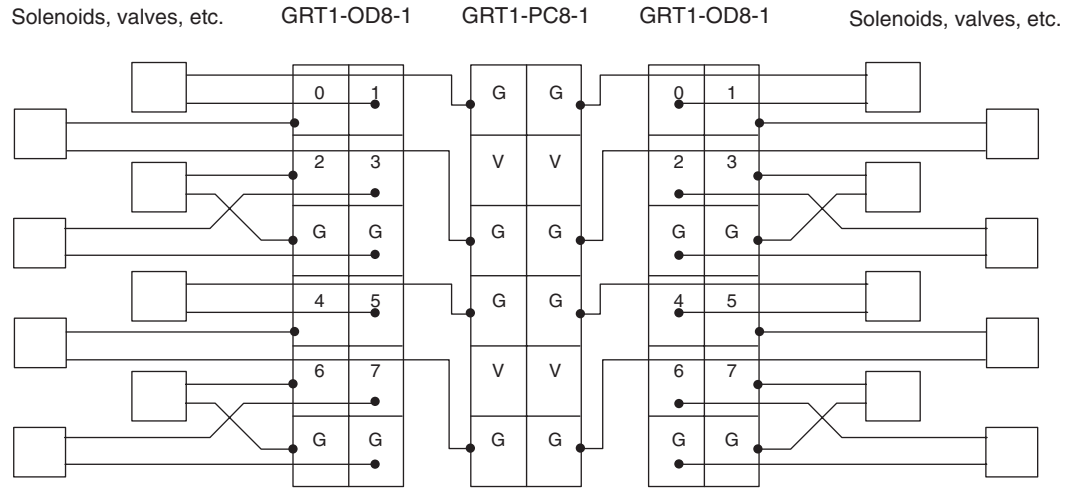 Solenoids, valves, etc. GRT1-OD8-1 GRT1-PC8-1 GRT1-OD8-1 Solenoids, valves, etc.
0 1 G G 0 1
2 3 V V 2 3
G G G G G G
4 5 G G 4 5
6 7 V V 6 7
G G G G G G